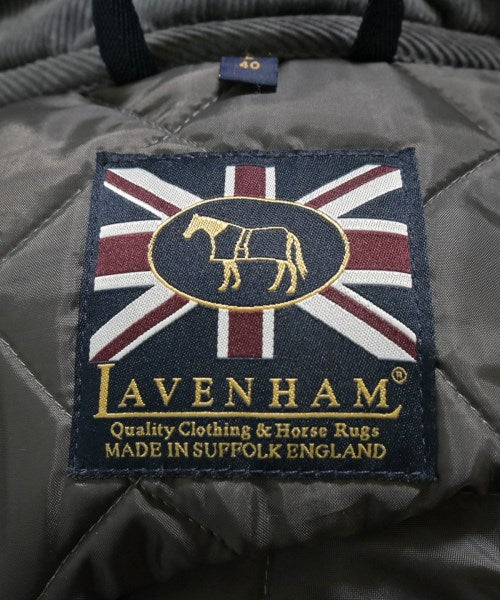 40
LAVENHAM®
Quality Clothing & Horse Rugs
MADE IN SUFFOLK ENGLAND